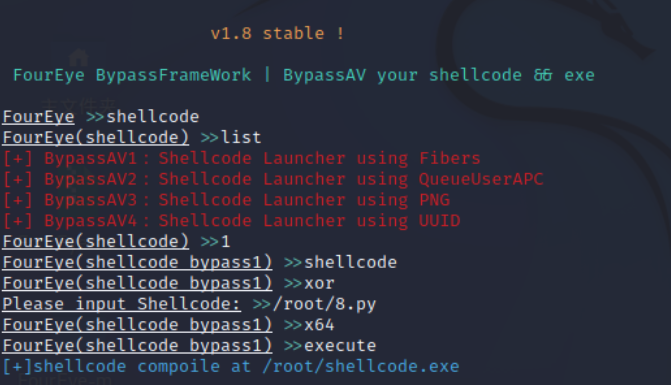 v1.8 stable !
FourEye BypassFrameWork | BypassAV your shellcode && exe
FourEye >>shellcode
FourEye(shellcode) >>list
[+] BypassAV1：Shellcode Launcher using Fibers
[+] BypassAV2：Shellcode Launcher using QueueUserAPC
[+] BypassAV3：Shellcode Launcher using PNG
[+] BypassAV4：Shellcode Launcher using UUID
FourEye(shellcode) >>1
FourEye(shellcode bypass1) >>shellcode
FourEye(shellcode bypass1) >>xor
Please input Shellcode: >>/root/8.py
FourEye(shellcode bypass1) >>x64
FourEye(shellcode bypass1) >>execute
[+]shellcode compoile at /root/shellcode.exe